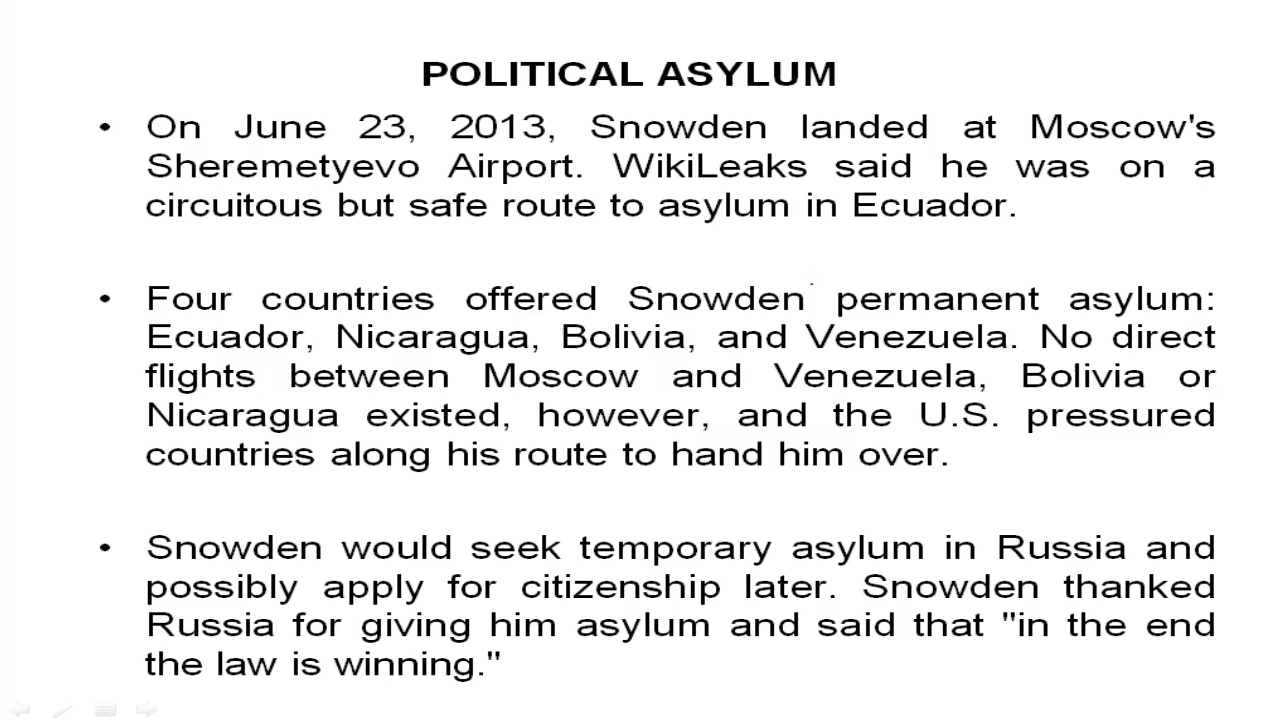 POLITICAL ASYLUM
• On June 23, 2013, Snowden landed at Moscow's
Sheremetyevo Airport. WikiLeaks said he was on a
circuitous but safe route to asylum in Ecuador.
• Four countries offered Snowden permanent asylum:
Ecuador, Nicaragua, Bolivia, and Venezuela. No direct
flights between Moscow and Venezuela, Bolivia or
Nicaragua existed, however, and the U.S. pressured
countries along his route to hand him over.
• Snowden would seek temporary asylum in Russia and
possibly apply for citizenship later. Snowden thanked
Russia for giving him asylum and said that "in the end
the law is winning."